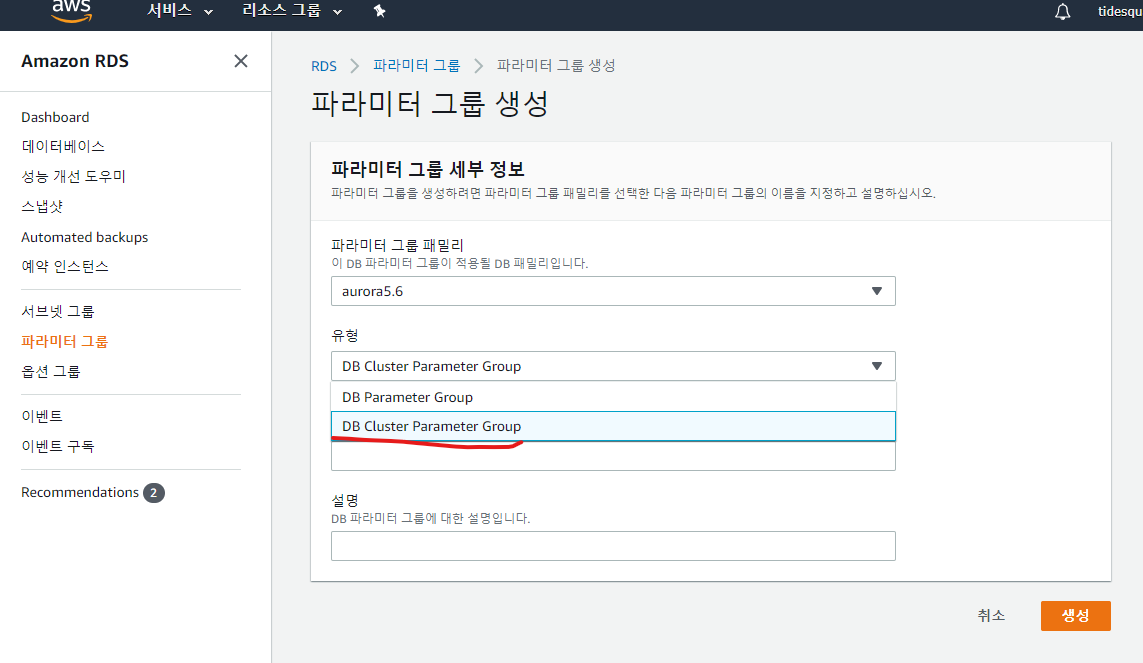 aws 서비스 리소스 그룹 tidesqu
Amazon RDS
Dashboard
데이터베이스
성능 개선 도우미
스냅샷
Automated backups
예약 인스턴스
서브넷 그룹
파라미터 그룹
옵션 그룹
이벤트
이벤트 구독
Recommendations 2
RDS 파라미터 그룹 파라미터 그룹 생성
파라미터 그룹 생성
파라미터 그룹 세부 정보
파라미터 그룹을 생성하려면 파라미터 그룹 패밀리를 선택한 다음 파라미터 그룹의 이름을 지정하고 설명하십시오.
파라미터 그룹 패밀리
이 DB 파라미터 그룹이 적용될 DB 패밀리입니다.
aurora5.6
유형
DB Cluster Parameter Group
DB Parameter Group
DB Cluster Parameter Group
설명
DB 파라미터 그룹에 대한 설명입니다.
취소 생성